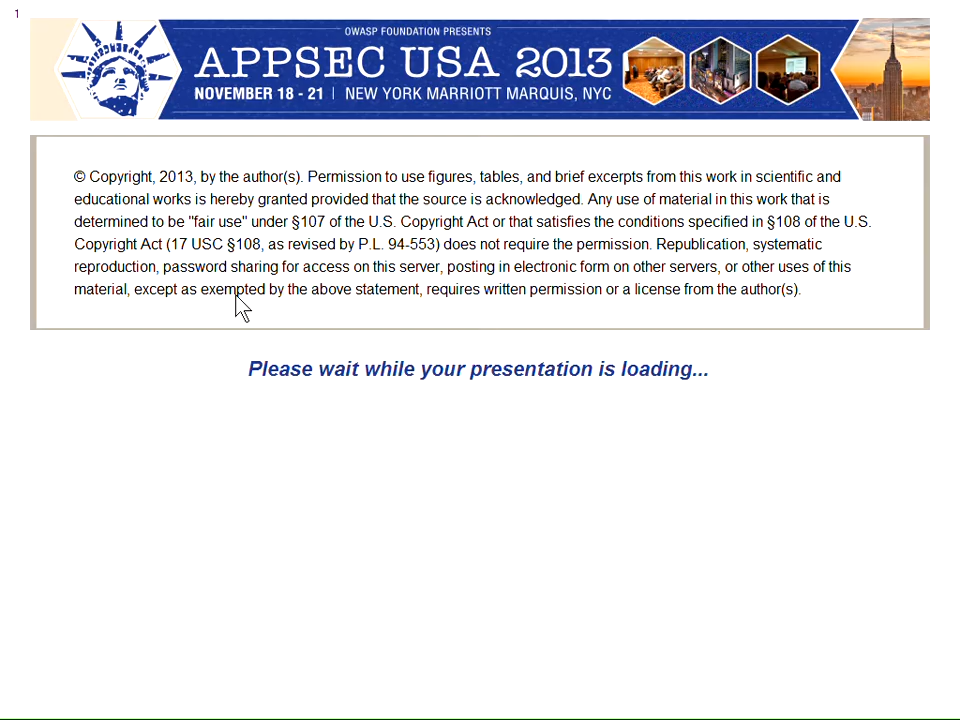 1
OWASP FOUNDATION PRESENTS
APPSEC USA 2013
NOVEMBER 18 - 21 | NEW YORK MARRIOTT MARQUIS, NYC
© Copyright, 2013, by the author(s). Permission to use figures, tables, and brief excerpts from this work in scientific and
educational works is hereby granted provided that the source is acknowledged. Any use of material in this work that is
determined to be "fair use" under §107 of the U.S. Copyright Act or that satisfies the conditions specified in §108 of the U.S.
Copyright Act (17 USC §108, as revised by P.L. 94-553) does not require the permission. Republication, systematic
reproduction, password sharing for access on this server, posting in electronic form on other servers, or other uses of this
material, except as exempted by the above statement, requires written permission or a license from the author(s).
Please wait while your presentation is loading...